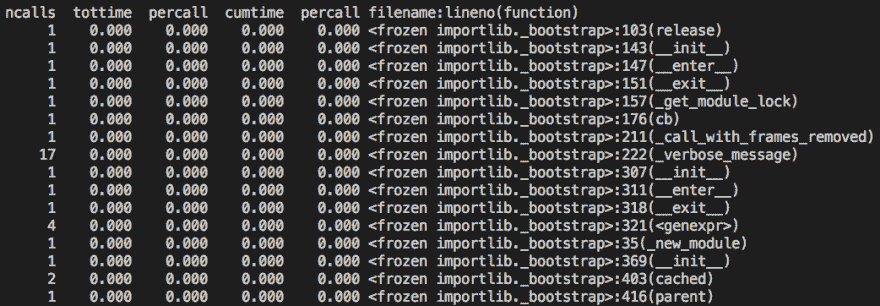 ncalls  tottime  percall  cumtime  percall filename:lineno(function)
     1    0.000    0.000    0.000    0.000 <frozen importlib._bootstrap>:103(release)
     1    0.000    0.000    0.000    0.000 <frozen importlib._bootstrap>:143(__init__)
     1    0.000    0.000    0.000    0.000 <frozen importlib._bootstrap>:147(__enter__)
     1    0.000    0.000    0.000    0.000 <frozen importlib._bootstrap>:151(__exit__)
     1    0.000    0.000    0.000    0.000 <frozen importlib._bootstrap>:157(_get_module_lock)
     1    0.000    0.000    0.000    0.000 <frozen importlib._bootstrap>:176(cb)
     1    0.000    0.000    0.000    0.000 <frozen importlib._bootstrap>:211(_call_with_frames_removed)
    17    0.000    0.000    0.000    0.000 <frozen importlib._bootstrap>:222(_verbose_message)
     1    0.000    0.000    0.000    0.000 <frozen importlib._bootstrap>:307(__init__)
     1    0.000    0.000    0.000    0.000 <frozen importlib._bootstrap>:311(__enter__)
     1    0.000    0.000    0.000    0.000 <frozen importlib._bootstrap>:318(__exit__)
     4    0.000    0.000    0.000    0.000 <frozen importlib._bootstrap>:321(<genexpr>)
     1    0.000    0.000    0.000    0.000 <frozen importlib._bootstrap>:35(_new_module)
     1    0.000    0.000    0.000    0.000 <frozen importlib._bootstrap>:369(__init__)
     2    0.000    0.000    0.000    0.000 <frozen importlib._bootstrap>:403(cached)
     1    0.000    0.000    0.000    0.000 <frozen importlib._bootstrap>:416(parent)